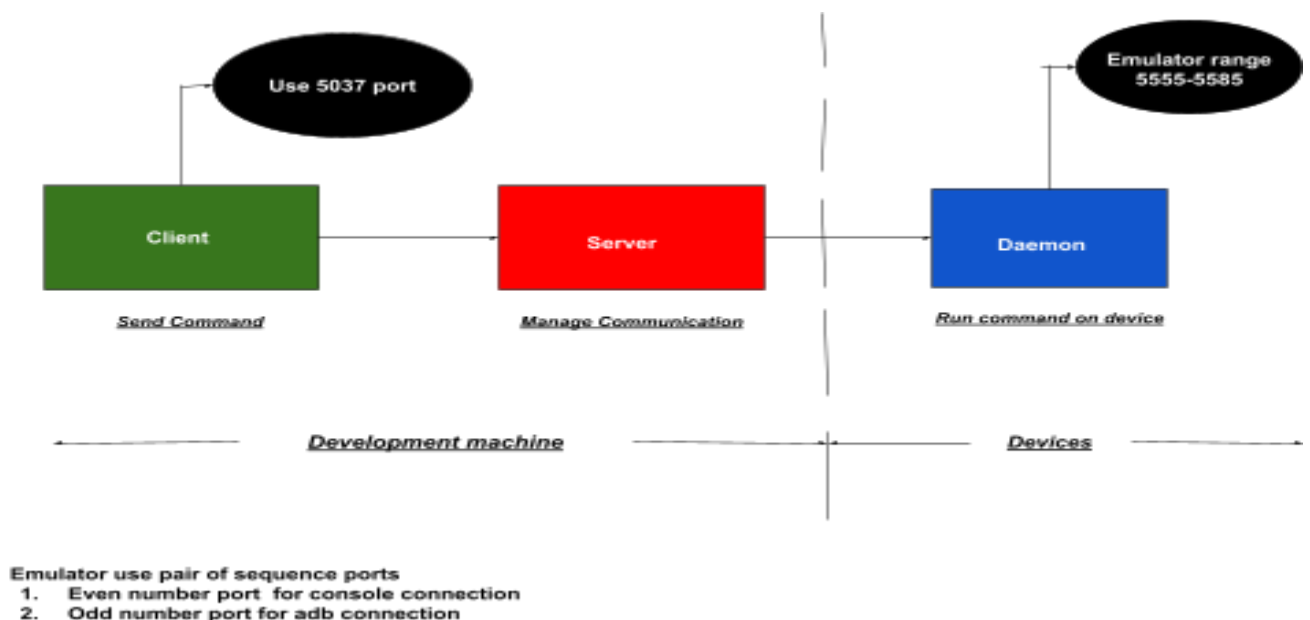 Use 5037 port
Emulator range
5555-5585
Client
Server
Daemon
Send Command
Manage Communication
Run command on device
Development machine
Devices
Emulator use pair of sequence ports
1. Even number port for console connection
2. Odd number port for adb connection